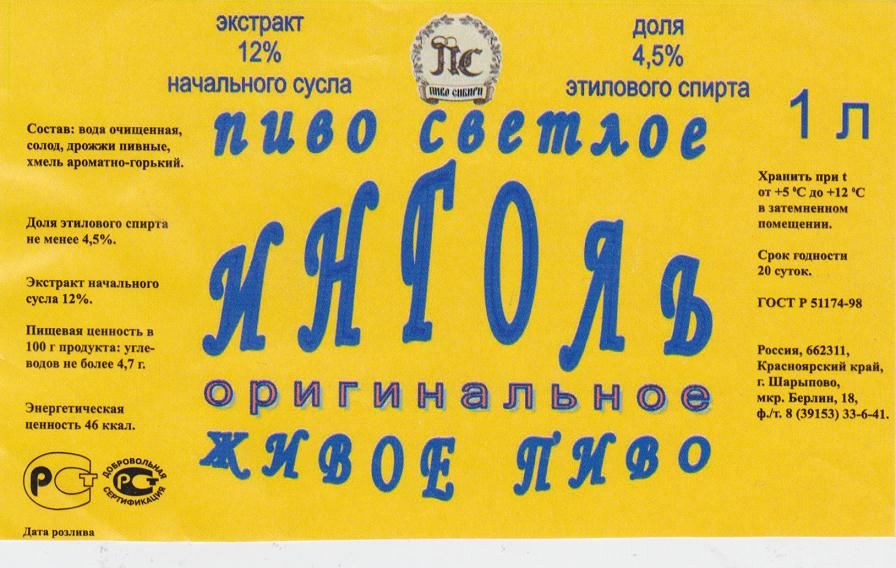 экстракт
12%
начального сусла
ПС
ПИВО СИБИРИ
доля
4,5%
этилового спирта
1 л
пиво светлое
ИНГОЛЬ
оригинальное
живое пиво
Состав: вода очищенная,
солод, дрожжи пивные,
хмель ароматно-горький.
Доля этилового спирта
не менее 4,5%.
Экстракт начального
сусла 12%.
Пищевая ценность в
100 г продукта: угле-
водов не более 4,7 г.
Энергетическая
ценность 46 ккал.
РСТ
ДОБРОВОЛЬНАЯ
РСТ
СЕРТИФИКАЦИЯ
Дата розлива
Хранить при t
от +5 °С до +12 °С
в затемненном
помещении.
Срок годности
20 суток.
ГОСТ Р 51174-98
Россия, 662311,
Красноярский край,
г. Шарыпово,
мкр. Берлин, 18,
ф./т. 8 (39153) 33-6-41.